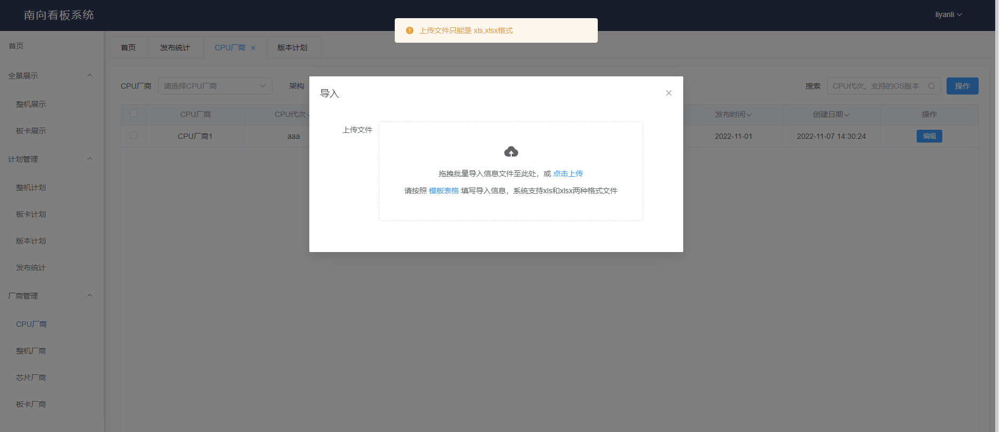 南向看板系统
liyanli
上传文件只能是 xls,xlsx格式
首页
全景展示
整机展示
板卡展示
计划管理
整机计划
板卡计划
版本计划
发布统计
厂商管理
CPU厂商
整机厂商
芯片厂商
板卡厂商
首页 发布统计 CPU厂商 版本计划
CPU厂商 请选择CPU厂商 架构 搜索 CPU代次、支持的OS版本 操作
CPU厂商 CPU代次 发布时间 创建日期 操作
CPU厂商1 aaa 2022-11-01 2022-11-07 14:30:24 编辑
导入
上传文件
拖拽批量导入信息文件至此处，或 点击上传
请按照 模板表格 填写导入信息，系统支持xls和xlsx两种格式文件